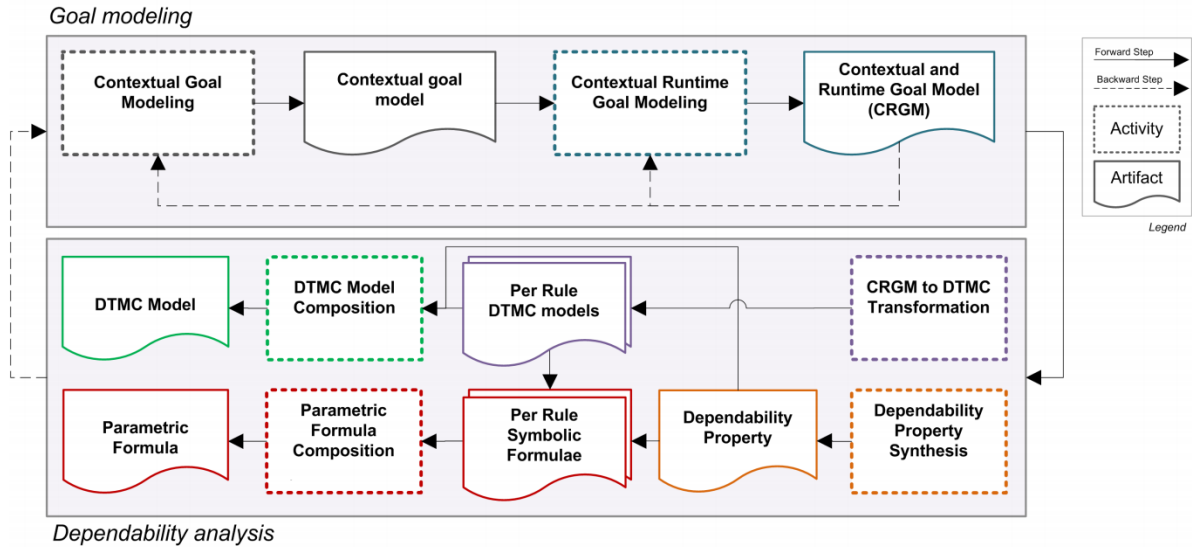 Goal modeling
Contextual Goal
Modeling
Contextual goal
model
Contextual Runtime
Goal Modeling
Contextual and
Runtime Goal Model
(CRGM)
Forward Step
Backward Step
Activity
Artifact
Legend
DTMC Model
DTMC Model
Composition
Per Rule
DTMC models
CRGM to DTMC
Transformation
Parametric
Formula
Parametric
Formula
Composition
Per Rule
Symbolic
Formulae
Dependability
Property
Dependability
Property
Synthesis
Dependability analysis